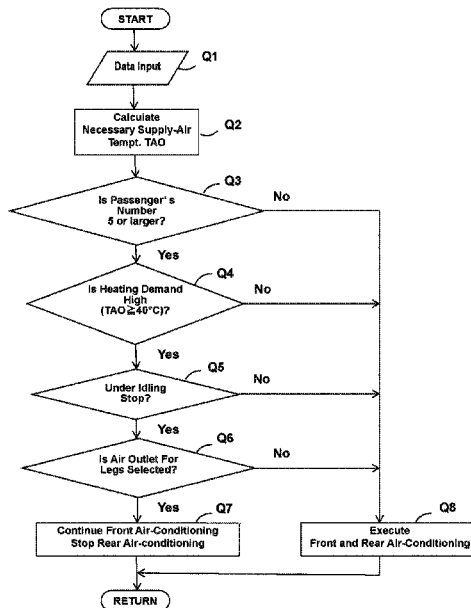 START
Data Input
Q1
Calculate
Necessary Supply-Air
Tempt. TAO
Q2
Is Passenger's
Number
5 or larger?
Q3
No
Yes
Is Heating Demand
High
(TAO≧40°C)?
Q4
No
Yes
Under Idling
Stop?
Q5
No
Yes
Is Air Outlet For
Legs Selected?
Q6
No
Yes
Q7
Continue Front Air-Conditioning
Stop Rear Air-conditioning
Q8
Execute
Front and Rear Air-Conditioning
RETURN